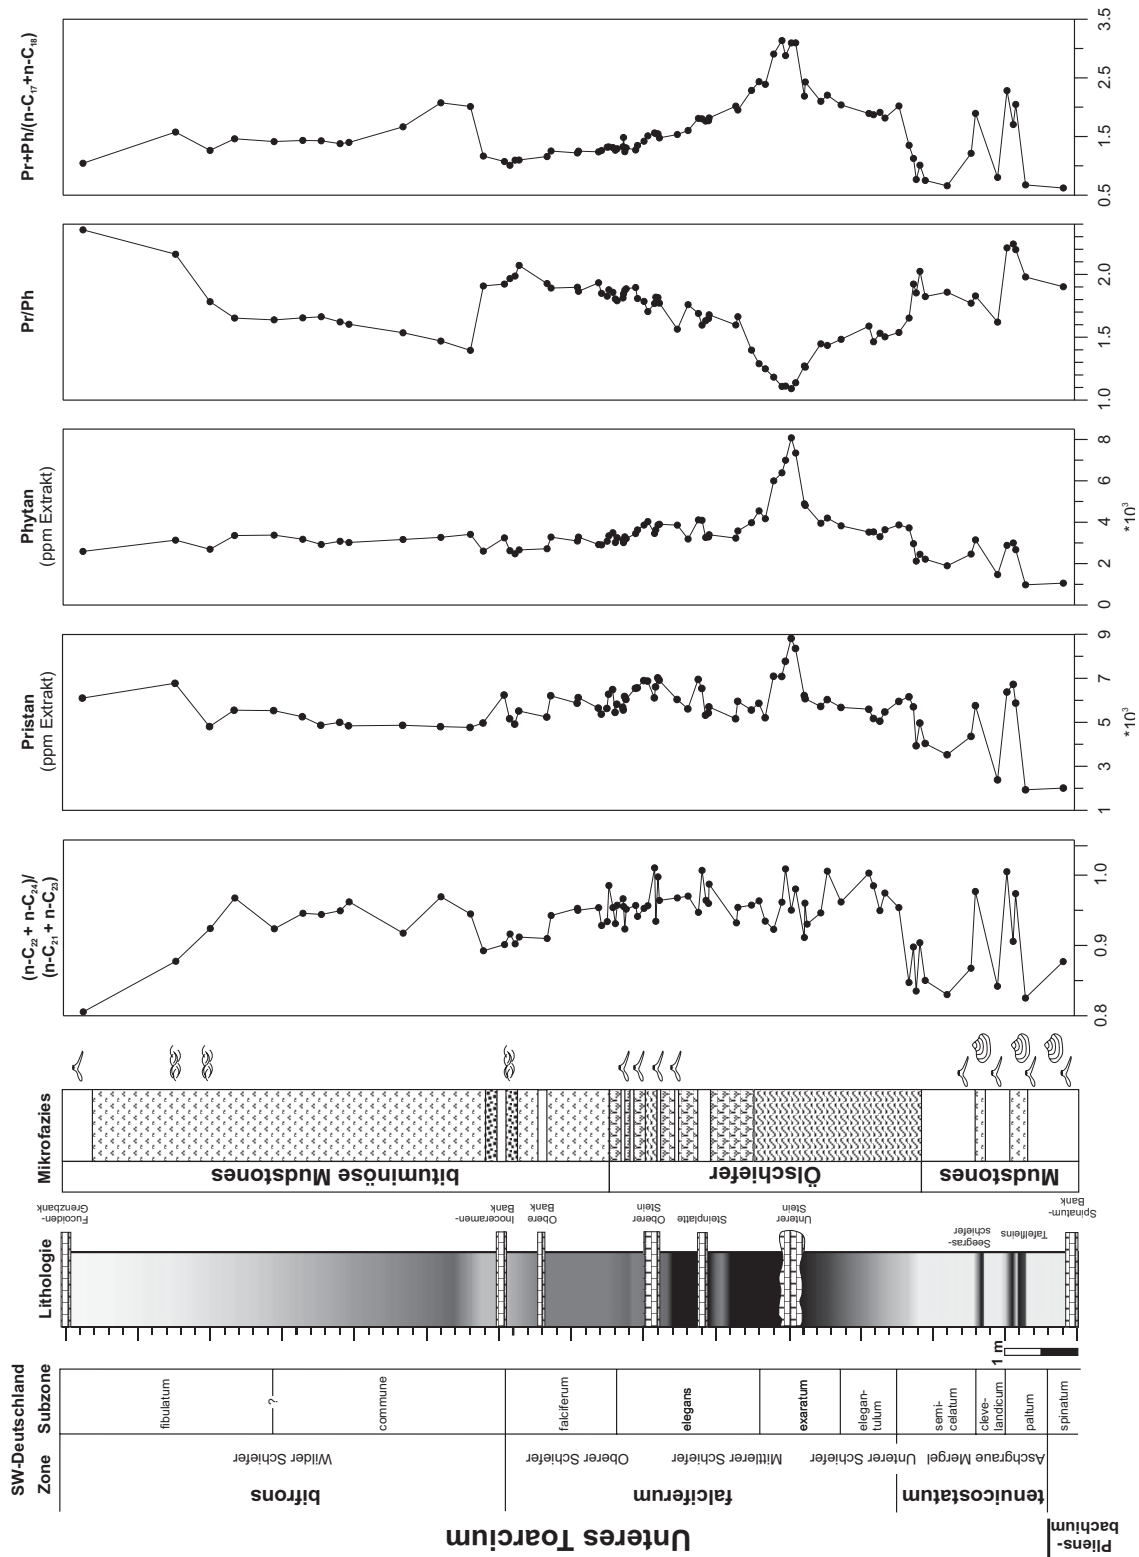 SW-Deutschland
Zone
Subzone
Lithologie
Mikrofazies
(n-C₂₂ + n-C₂₄)/
(n-C₂₁ + n-C₂₃)
Pristan
(ppm Extrakt)
Phytan
(ppm Extrakt)
Pr/Ph
Pr+Ph/(n-C₁₇+n-C₁₈)
Unteres Toarcium
Pliens-
bachium
bifrons
falciferum
tenuicostatum
Wilder Schiefer
Oberer Schiefer
Mittlerer Schiefer
Unterer Schiefer
Aschgraue Mergel
fibulatum
?
commune
falciferum
elegans
exaratum
elegan-
tulum
semi-
celatum
cleve-
landicum
paltum
spinatum
1 m
Fucoiden-
Grenzbank
Inoceramen-
Bank
Obere
Bank
Oberer
Stein
Steinplatte
Unterer
Stein
Seegras-
schiefer
Tafelfleins
Spinatum-
Bank
bituminöse Mudstones
Ölschiefer
Mudstones
0.8
0.9
1.0
1
3
5
7
9
*10³
0
2
4
6
8
*10³
1.0
1.5
2.0
0.5
1.5
2.5
3.5